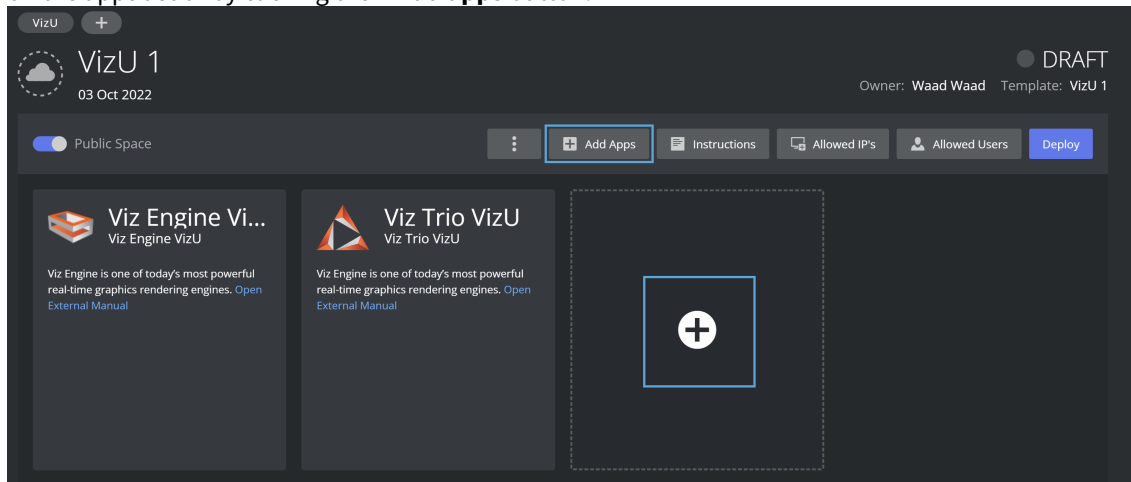 VizU +
VizU 1
03 Oct 2022
DRAFT
Owner: Waad Waad Template: VizU 1
Public Space
Add Apps
Instructions
Allowed IP's
Allowed Users
Deploy
Viz Engine Vi...
Viz Engine VizU
Viz Engine is one of today's most powerful
real-time graphics rendering engines. Open
External Manual
Viz Trio VizU
Viz Trio VizU
Viz Engine is one of today's most powerful
real-time graphics rendering engines. Open
External Manual